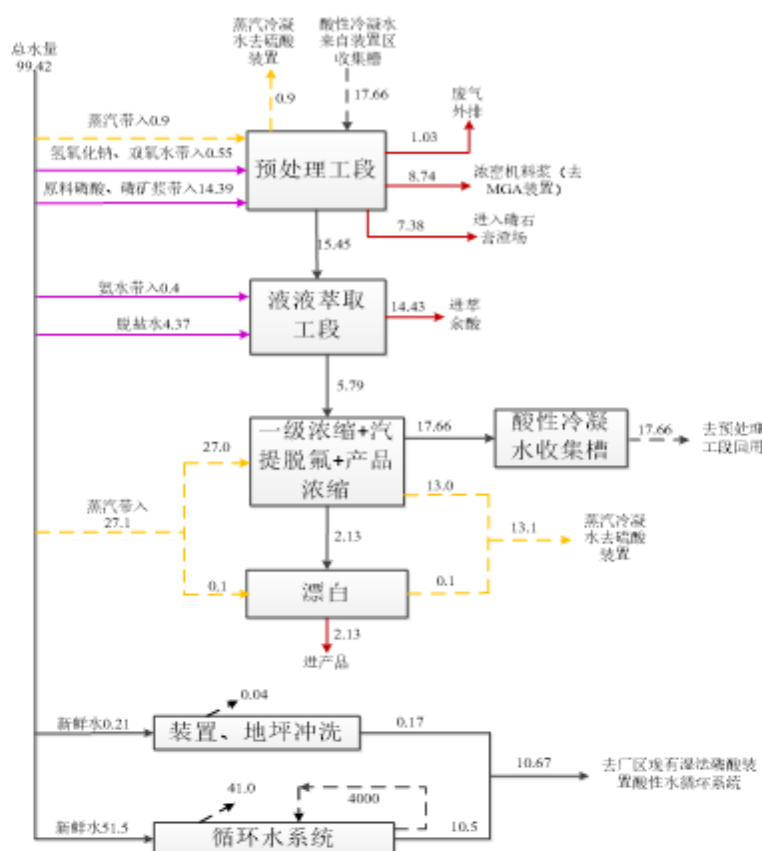 总水量
99.42
蒸汽冷凝
水去硫酸
装置
0.9
酸性冷凝水
来自装置区
收集槽
17.66
废气
外排
1.03
蒸汽带入0.9
氢氧化钠、双氧水带入0.55
原料磷酸、磷矿浆带入14.39
预处理工段
8.74
浓密机料浆（去
MGA装置）
7.38
进入磷石
膏渣场
15.45
氨水带入0.4
脱盐水4.37
液液萃取
工段
14.43
进萃
余酸
5.79
一级浓缩+汽
提脱氟+产品
浓缩
17.66
酸性冷凝
水收集槽
17.66
去预处理
工段回用
27.0
蒸汽带入
27.1
13.0
13.1
蒸汽冷凝
水去硫酸
装置
2.13
0.1
漂白
0.1
2.13
进产品
0.04
新鲜水0.21
装置、地坪冲洗
0.17
10.67
去厂区现有湿法磷酸装
置酸性水循环系统
41.0
4000
新鲜水51.5
循环水系统
10.5